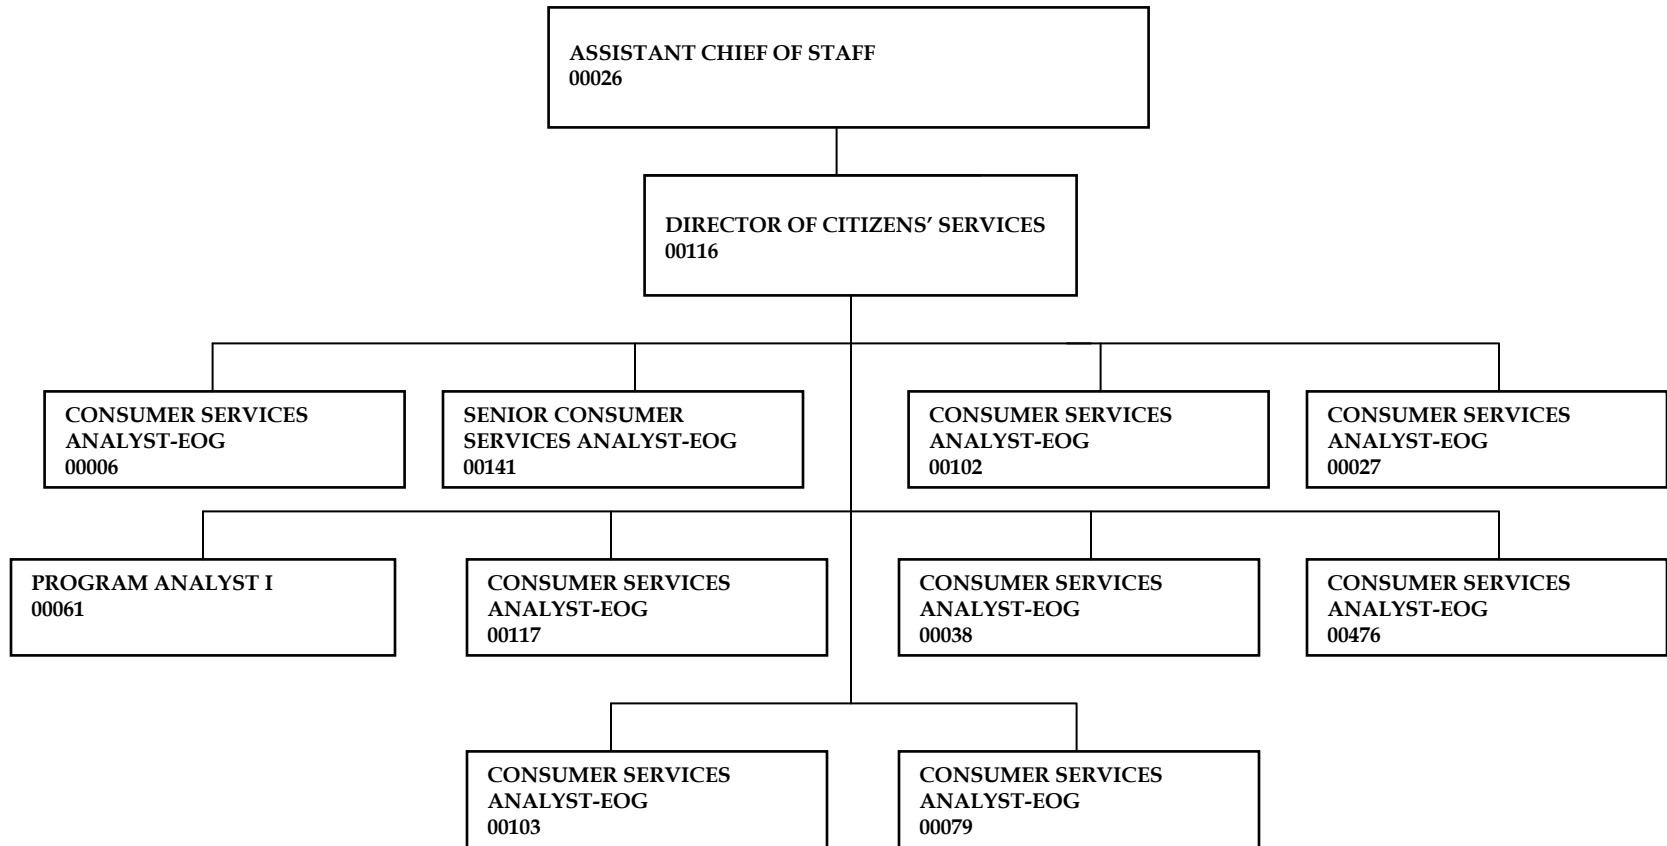 ASSISTANT CHIEF OF STAFF
00026
DIRECTOR OF CITIZENS’ SERVICES
00116
CONSUMER SERVICES
ANALYST-EOG
00006
SENIOR CONSUMER
SERVICES ANALYST-EOG
00141
CONSUMER SERVICES
ANALYST-EOG
00102
CONSUMER SERVICES
ANALYST-EOG
00027
PROGRAM ANALYST I
00061
CONSUMER SERVICES
ANALYST-EOG
00117
CONSUMER SERVICES
ANALYST-EOG
00038
CONSUMER SERVICES
ANALYST-EOG
00476
CONSUMER SERVICES
ANALYST-EOG
00103
CONSUMER SERVICES
ANALYST-EOG
00079